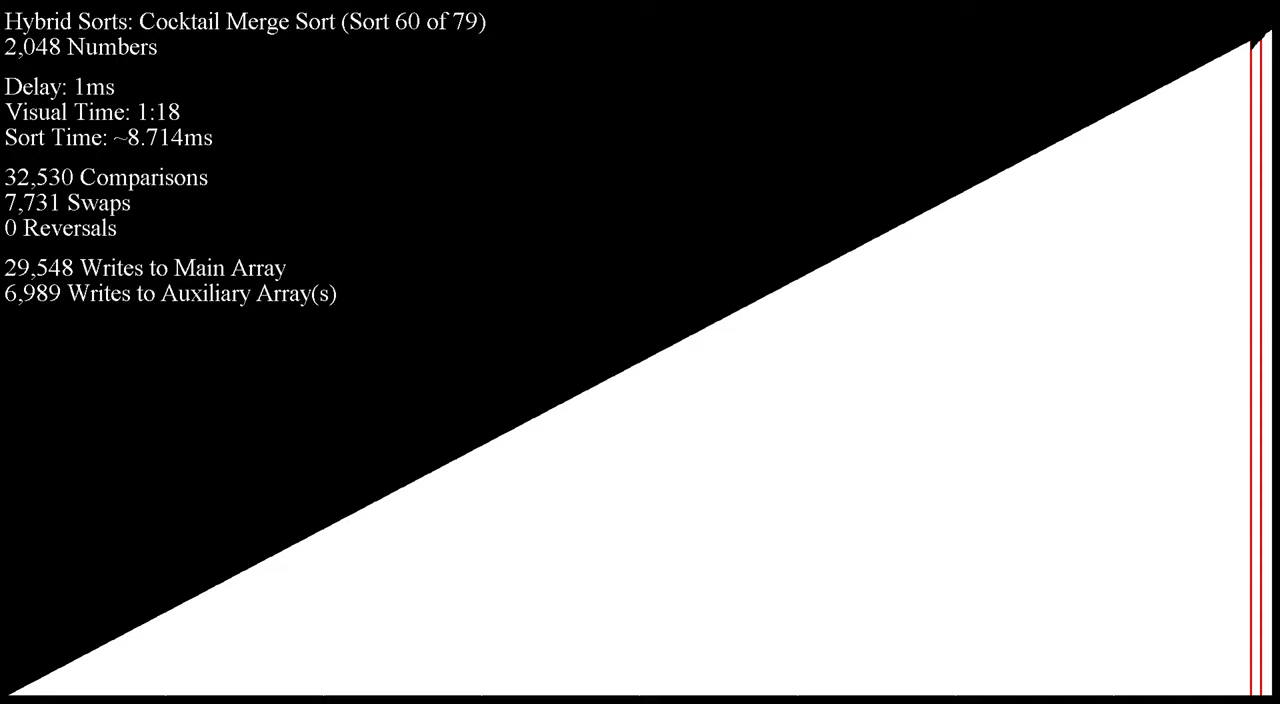 Hybrid Sorts: Cocktail Merge Sort (Sort 60 of 79)
2,048 Numbers
Delay: 1ms
Visual Time: 1:18
Sort Time: ~8.714ms
32,530 Comparisons
7,731 Swaps
0 Reversals
29,548 Writes to Main Array
6,989 Writes to Auxiliary Array(s)